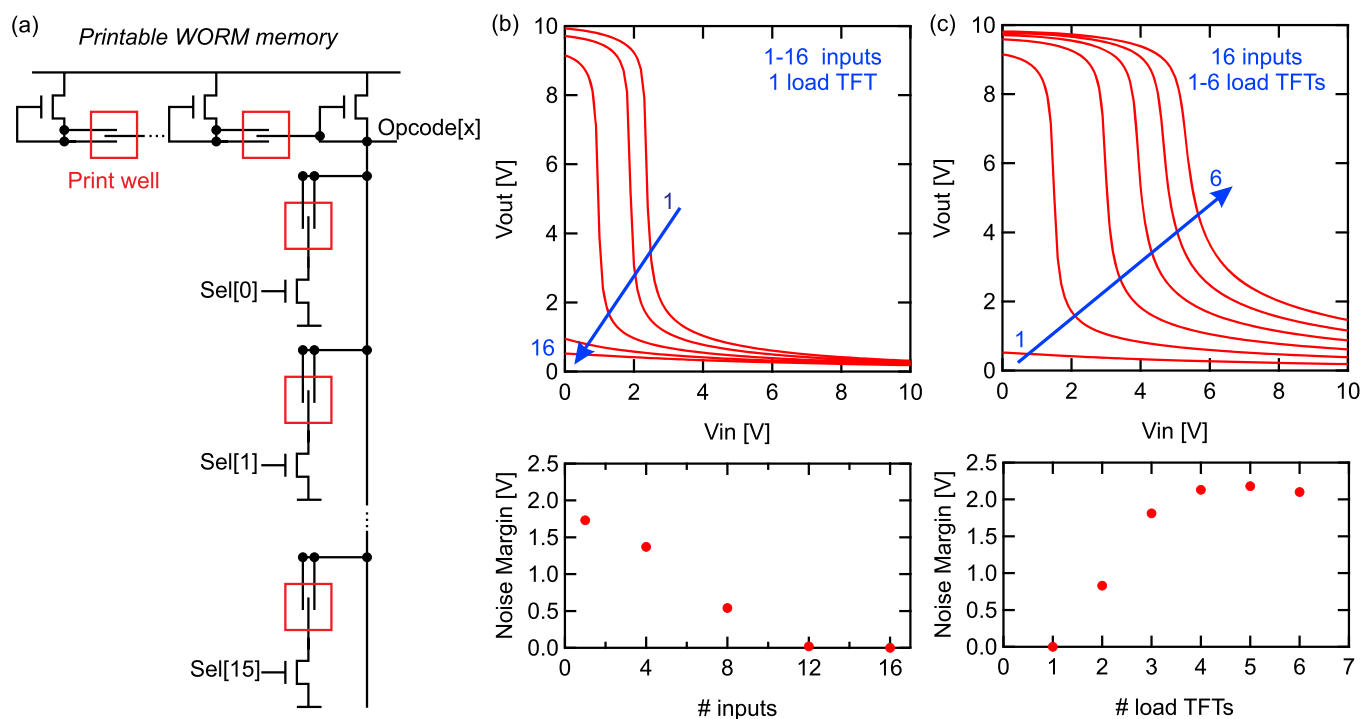 (a)
Printable WORM memory
Opcode[x]
Print well
Sel[0]
Sel[1]
Sel[15]
(b)
10
8
6
4
2
0
Vout [V]
1-16 inputs
1 load TFT
1
16
0 2 4 6 8 10
Vin [V]
2.5
2.0
1.5
1.0
0.5
0.0
Noise Margin [V]
0 4 8 12 16
# inputs
(c)
10
8
6
4
2
0
Vout [V]
16 inputs
1-6 load TFTs
6
1
0 2 4 6 8 10
Vin [V]
2.5
2.0
1.5
1.0
0.5
0.0
Noise Margin [V]
0 1 2 3 4 5 6 7
# load TFTs